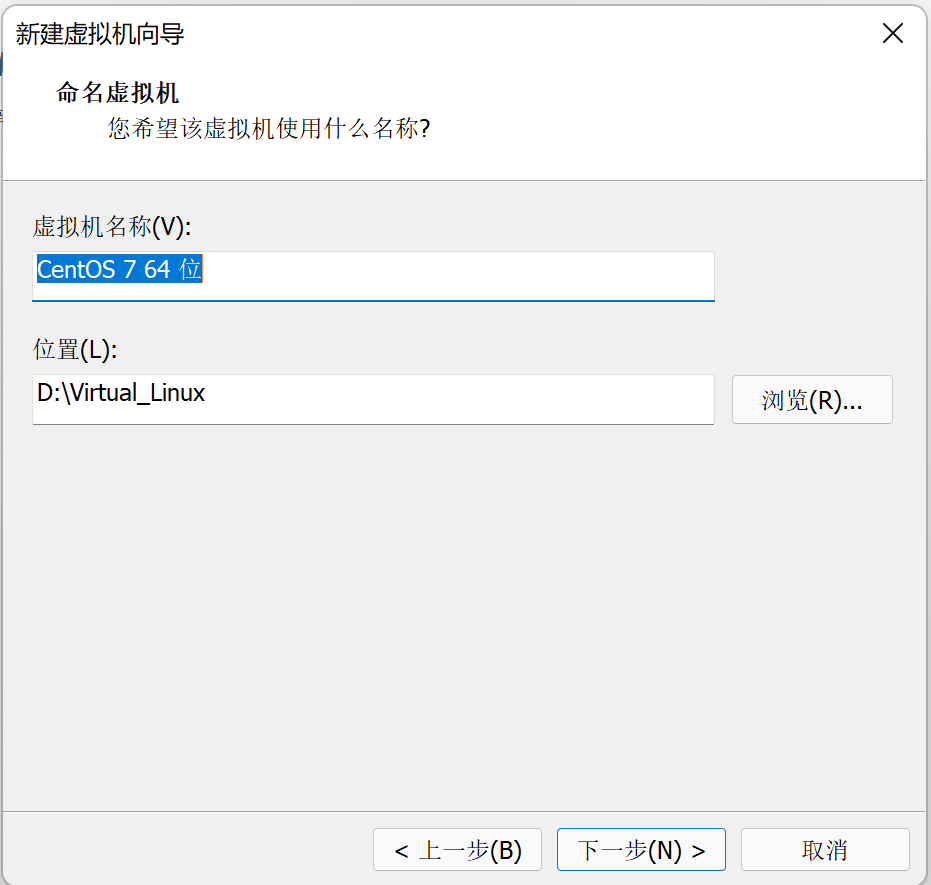 新建虚拟机向导
命名虚拟机
您希望该虚拟机使用什么名称?
虚拟机名称(V):
CentOS 7 64 位
位置(L):
D:\Virtual_Linux
浏览(R)...
< 上一步(B)
下一步(N) >
取消